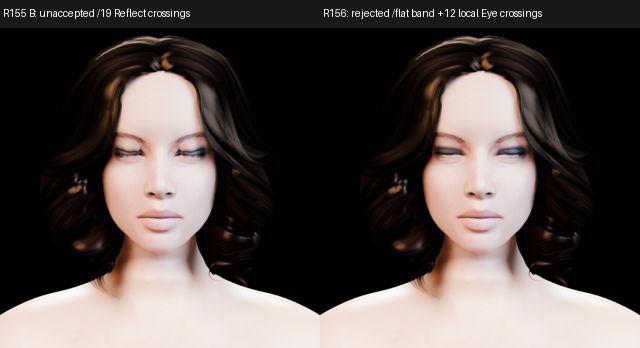 R155 B: unaccepted /19 Reflect crossings
R156: rejected /flat band +12 local Eye crossings